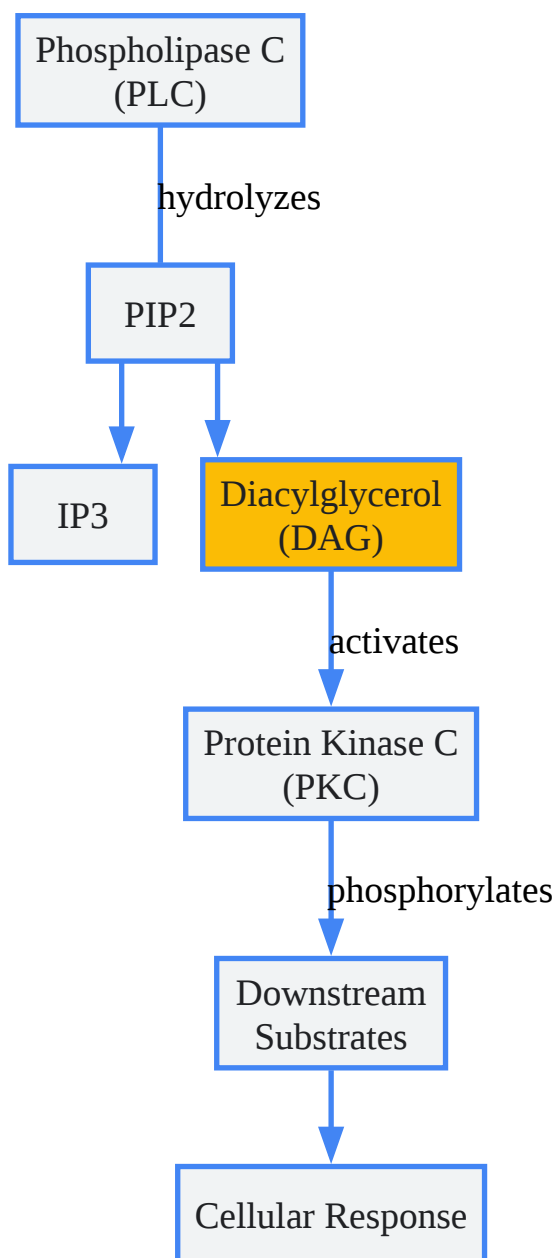 Phospholipase C
(PLC)
hydrolyzes
PIP2
IP3
Diacylglycerol
(DAG)
activates
Protein Kinase C
(PKC)
phosphorylates
Downstream
Substrates
Cellular Response